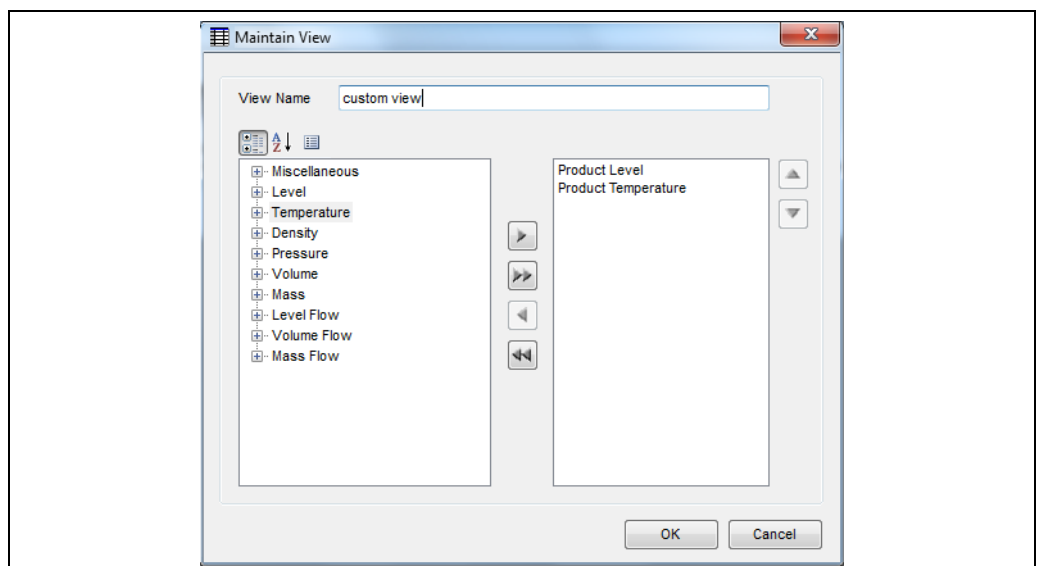 Maintain View
View Name custom view
Miscellaneous
Level
Temperature
Density
Pressure
Volume
Mass
Level Flow
Volume Flow
Mass Flow
Product Level
Product Temperature
OK Cancel